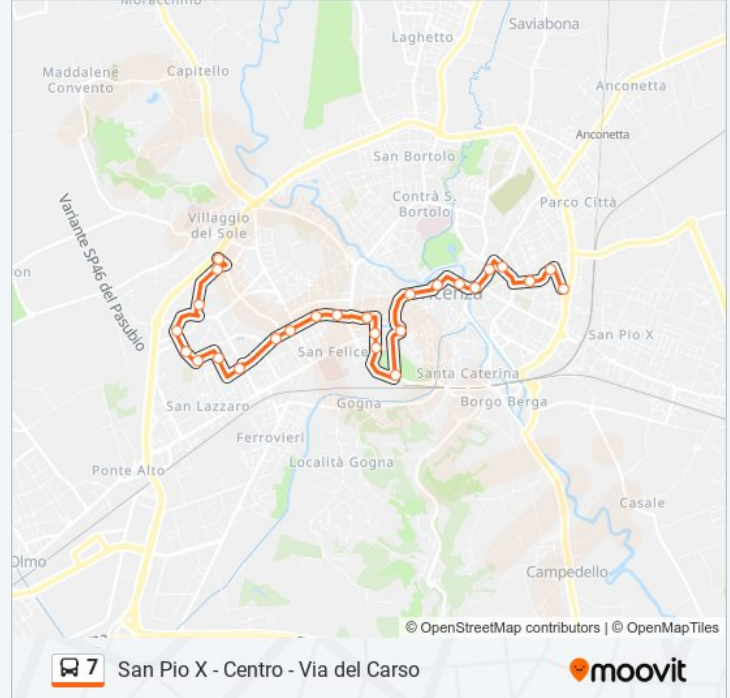 Moracchino
Saviabona
Laghetto
Maddalene
Convento
Capitello
Anconetta
Anconetta
San Bortolo
Contrà S.
Bortolo
Parco Città
Villaggio
del Sole
Variante SP46 del Pasubio
on
cenza
San Pio X
San Felice
Santa Caterina
San Lazzaro
Gogna
Borgo Berga
Ferrovieri
Località Gogna
Ponte Alto
Casale
Olmo
Campedello
© OpenStreetMap contributors | © OpenMapTiles
7 San Pio X - Centro - Via del Carso
moovit